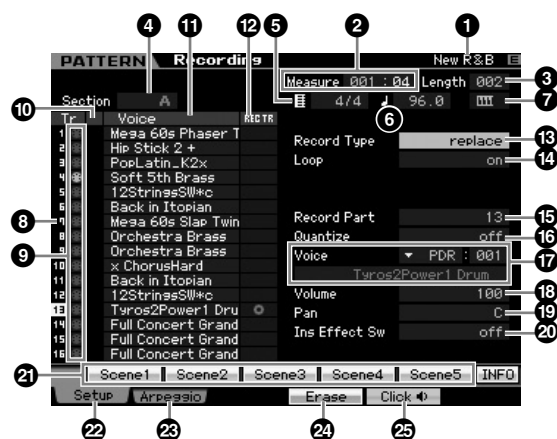 4 11 12 5 2 1
PATTERN Recording New R&B E
Measure 001 : 04 Length 002 3
Section A 4/4 96.0 7
10 Tr Voice REC TR 6
1 Mega 60s Phaser T
2 Hip Stick 2 + Record Type replace 13
3 PopLatin_K2x Loop on 14
4 Soft 5th Brass
5 12StringsSW*c
6 Back in Itopian
8 7 Mega 60s Slap Twin Record Part 13 15
8 Orchestra Brass Quantize off 16
9 9 Orchestra Brass Voice PDR : 001 17
10 x ChorusHard Tyros2Power1 Drum
11 Back in Itopian
12 12StringsSW*c Volume 100 18
13 Tyros2Power1 Dru Pan C 19
14 Full Concert Grand Ins Effect Sw off 20
15 Full Concert Grand
16 Full Concert Grand
21 Scene1 Scene2 Scene3 Scene4 Scene5 INFO
Setup Arpeggio Erase Click
22 23 24 25